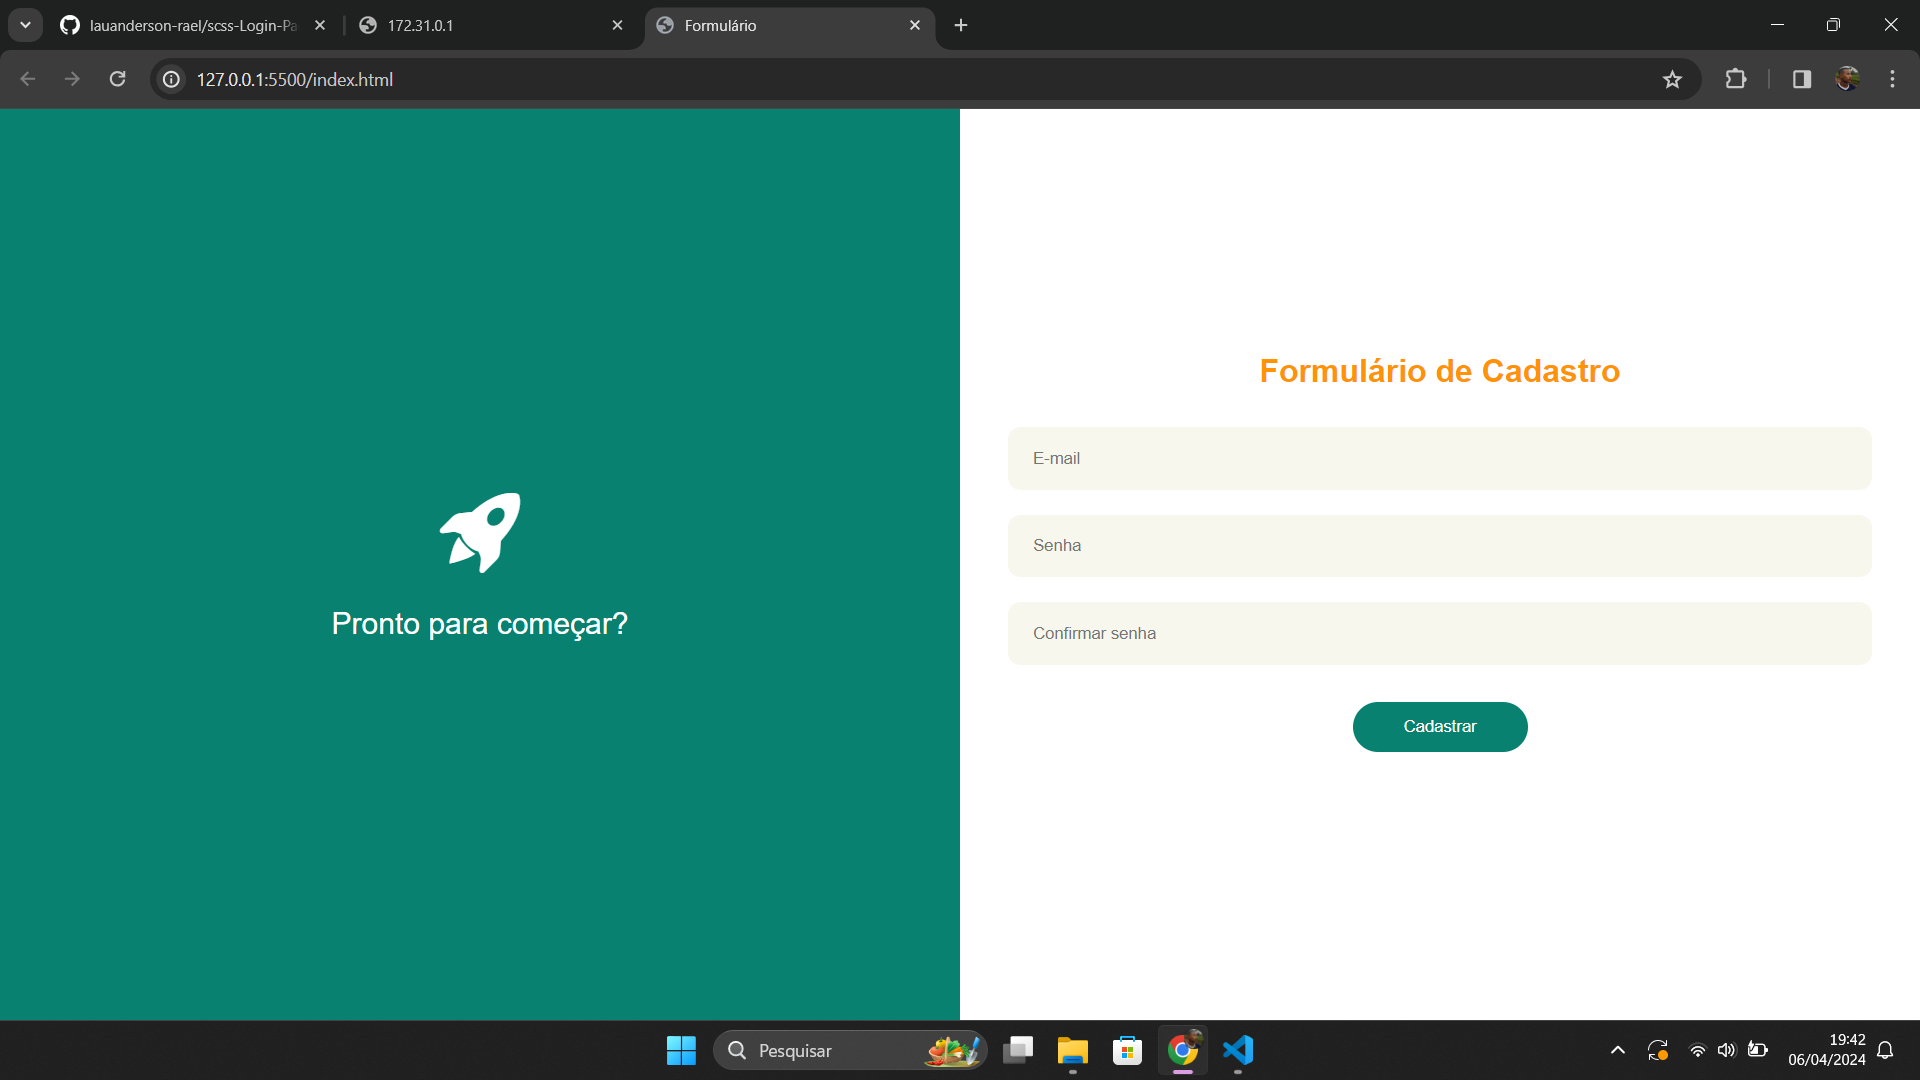 lauanderson-rael/scss-Login-Pa
172.31.0.1
Formulário
127.0.0.1:5500/index.html
Pronto para começar?
Formulário de Cadastro
E-mail
Senha
Confirmar senha
Cadastrar
Pesquisar
19:42
06/04/2024